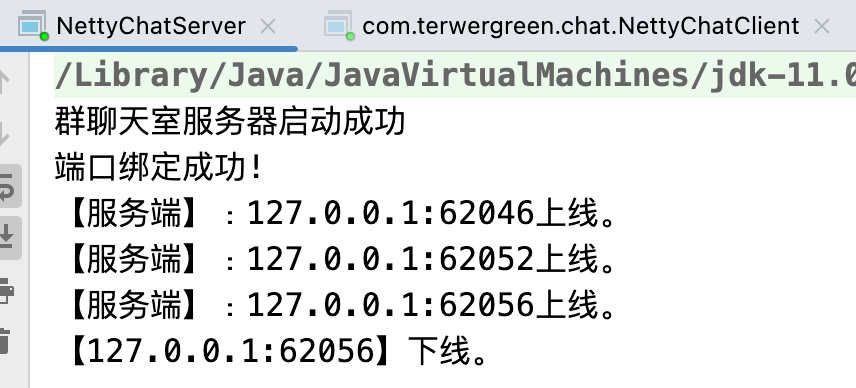 NettyChatServer com.terwergreen.chat.NettyChatClient
/Library/Java/JavaVirtualMachines/jdk-11.0
群聊天室服务器启动成功
端口绑定成功!
【服务端】:127.0.0.1:62046上线。
【服务端】:127.0.0.1:62052上线。
【服务端】:127.0.0.1:62056上线。
【127.0.0.1:62056】下线。